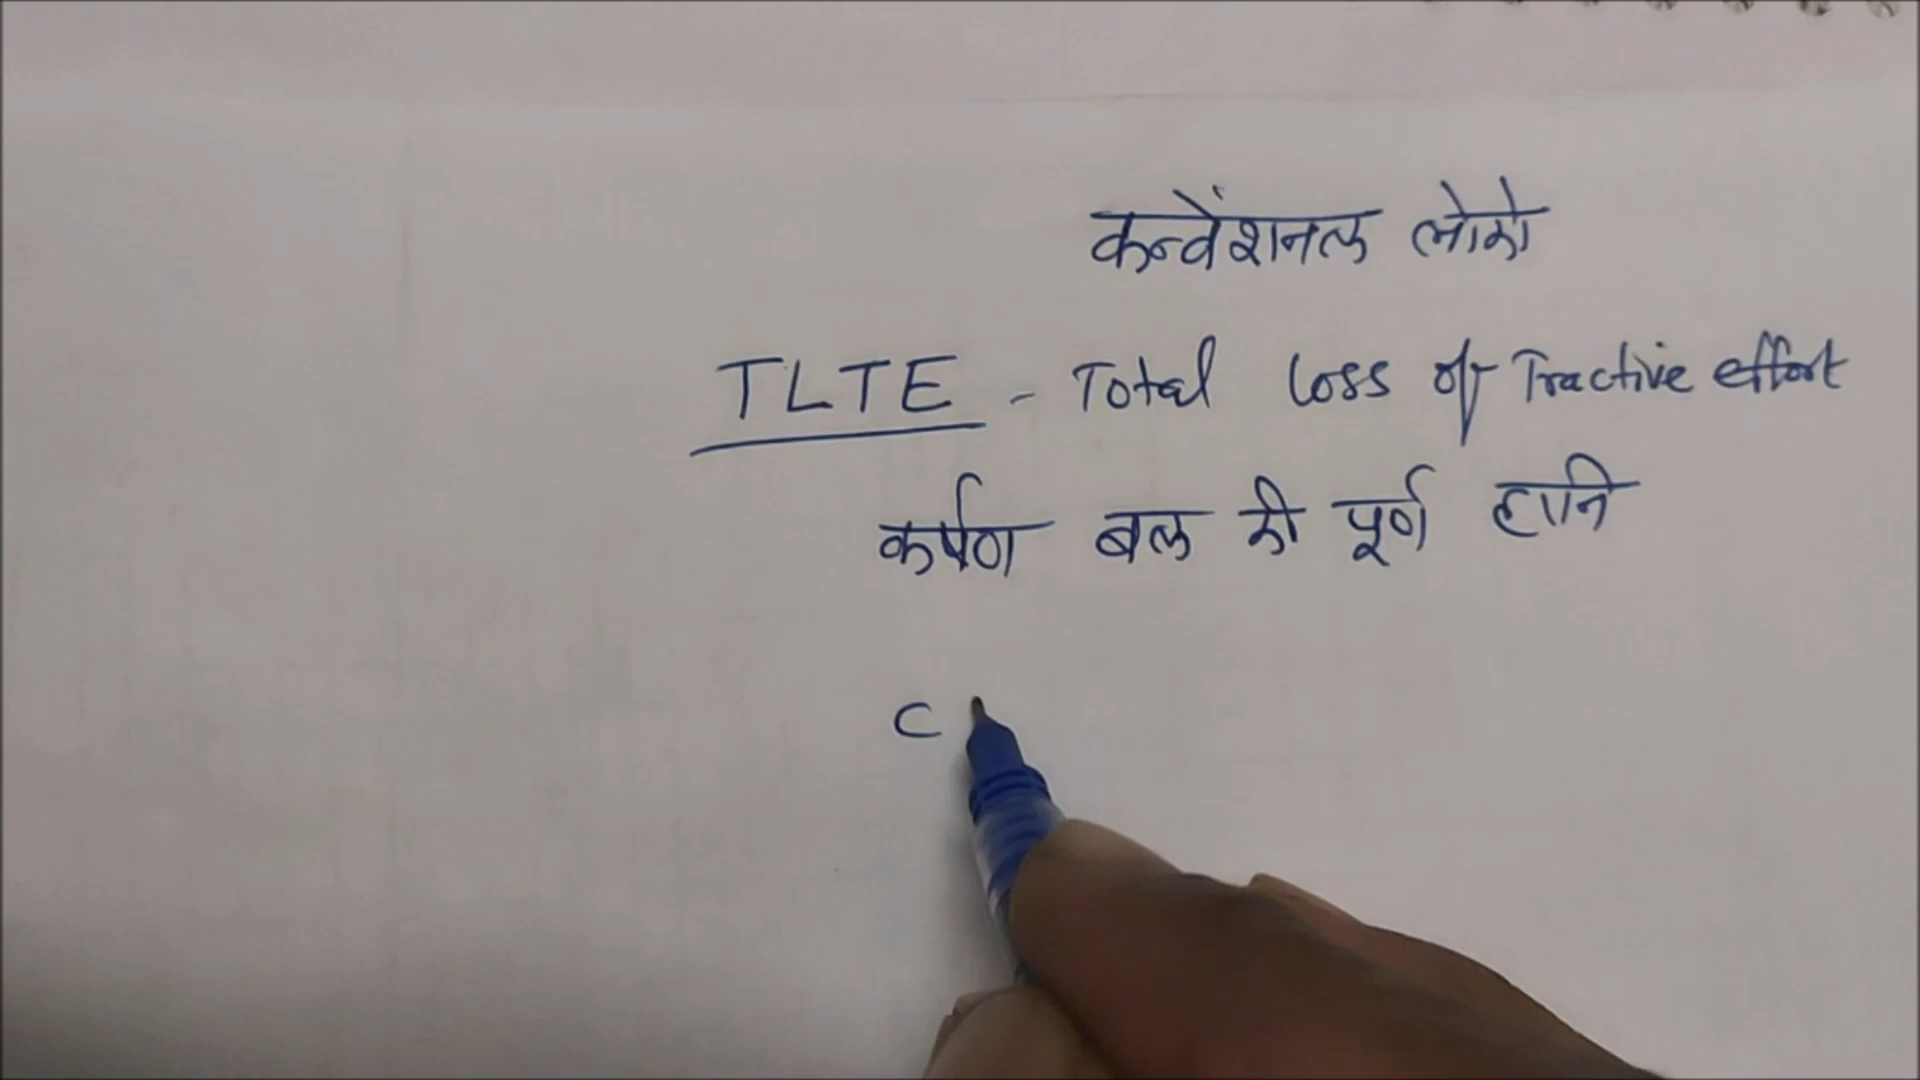 कन्वेंशनल लोको
TLTE - Total Loss of Tractive effort
कर्षण बल की पूर्ण हानि
C